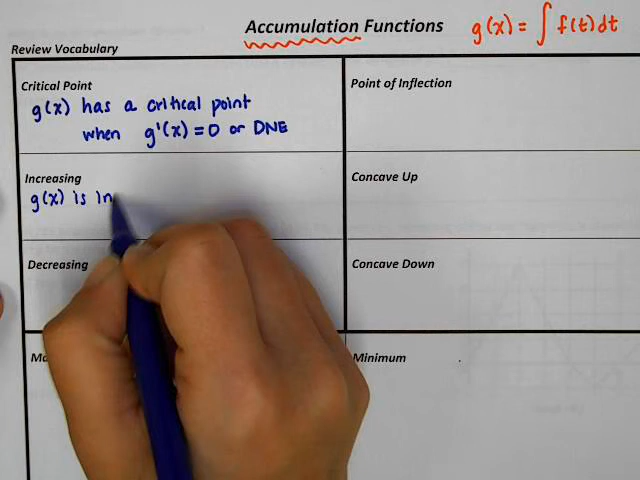 Accumulation Functions g(x) = ∫ f(t) dt
Review Vocabulary
Critical Point
g(x) has a critical point
when g'(x) = 0 or DNE
Point of Inflection
Increasing
g(x) is in
Concave Up
Decreasing
Concave Down
Minimum